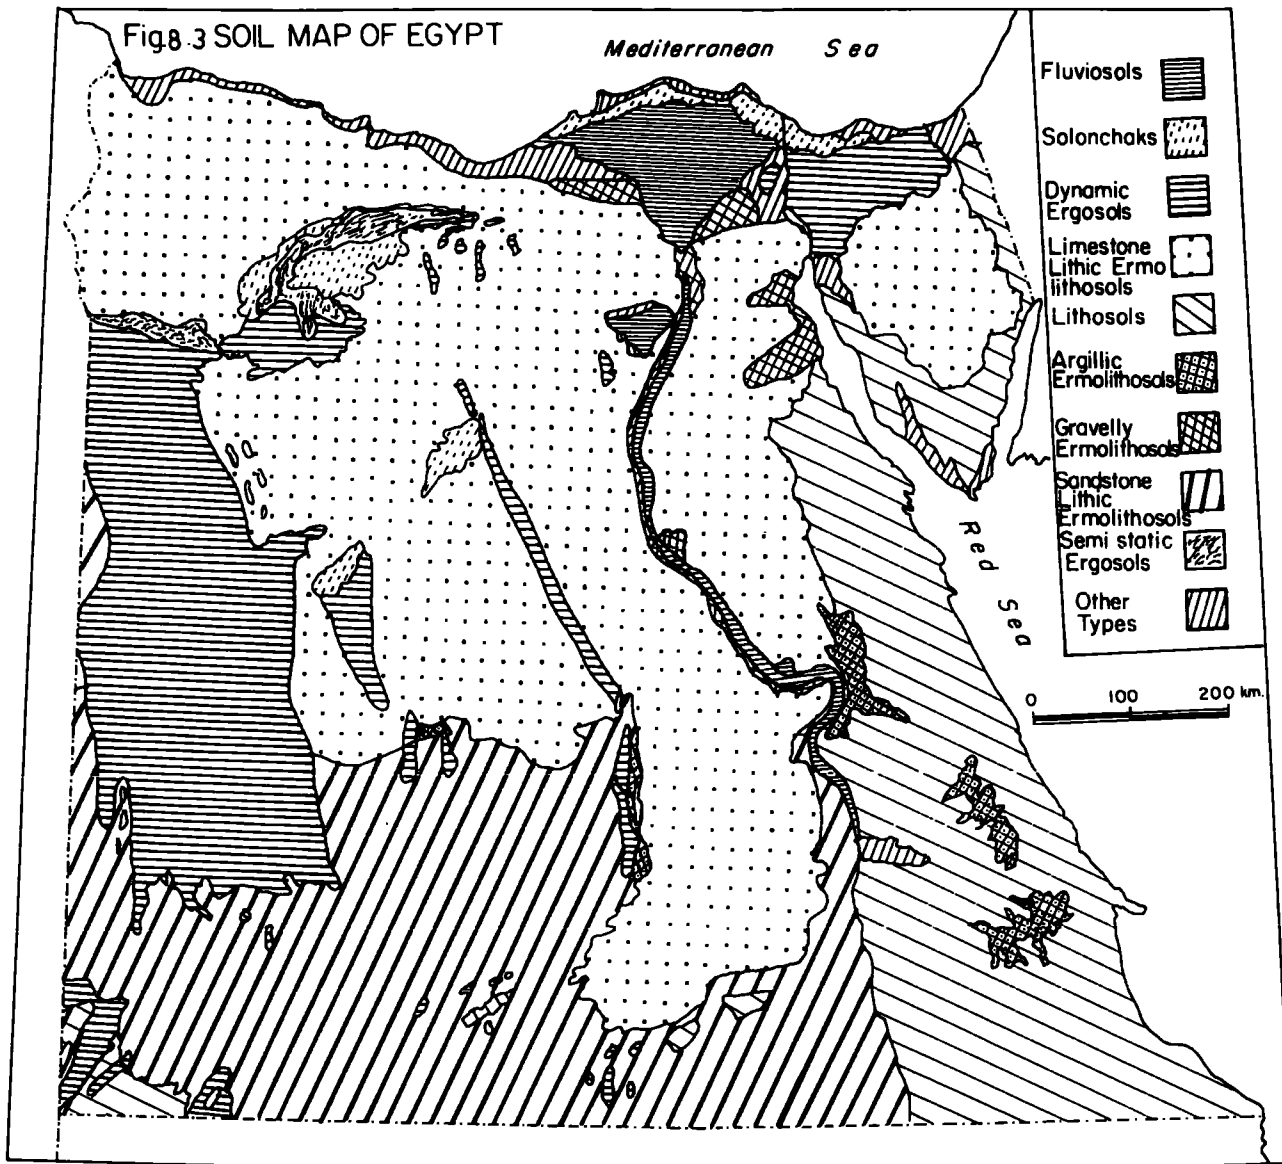 Fig.8.3 SOIL MAP OF EGYPT
Mediterranean Sea
Fluviosols
Solonchaks
Dynamic
Ergosols
Limestone
Lithic Ermo
lithosols
Lithosols
Argillic
Ermolithosols
Gravelly
Ermolithosols
Sandstone
Lithic
Ermolithosols
Semi static
Ergosols
Other
Types
Red Sea
0 100 200 km.